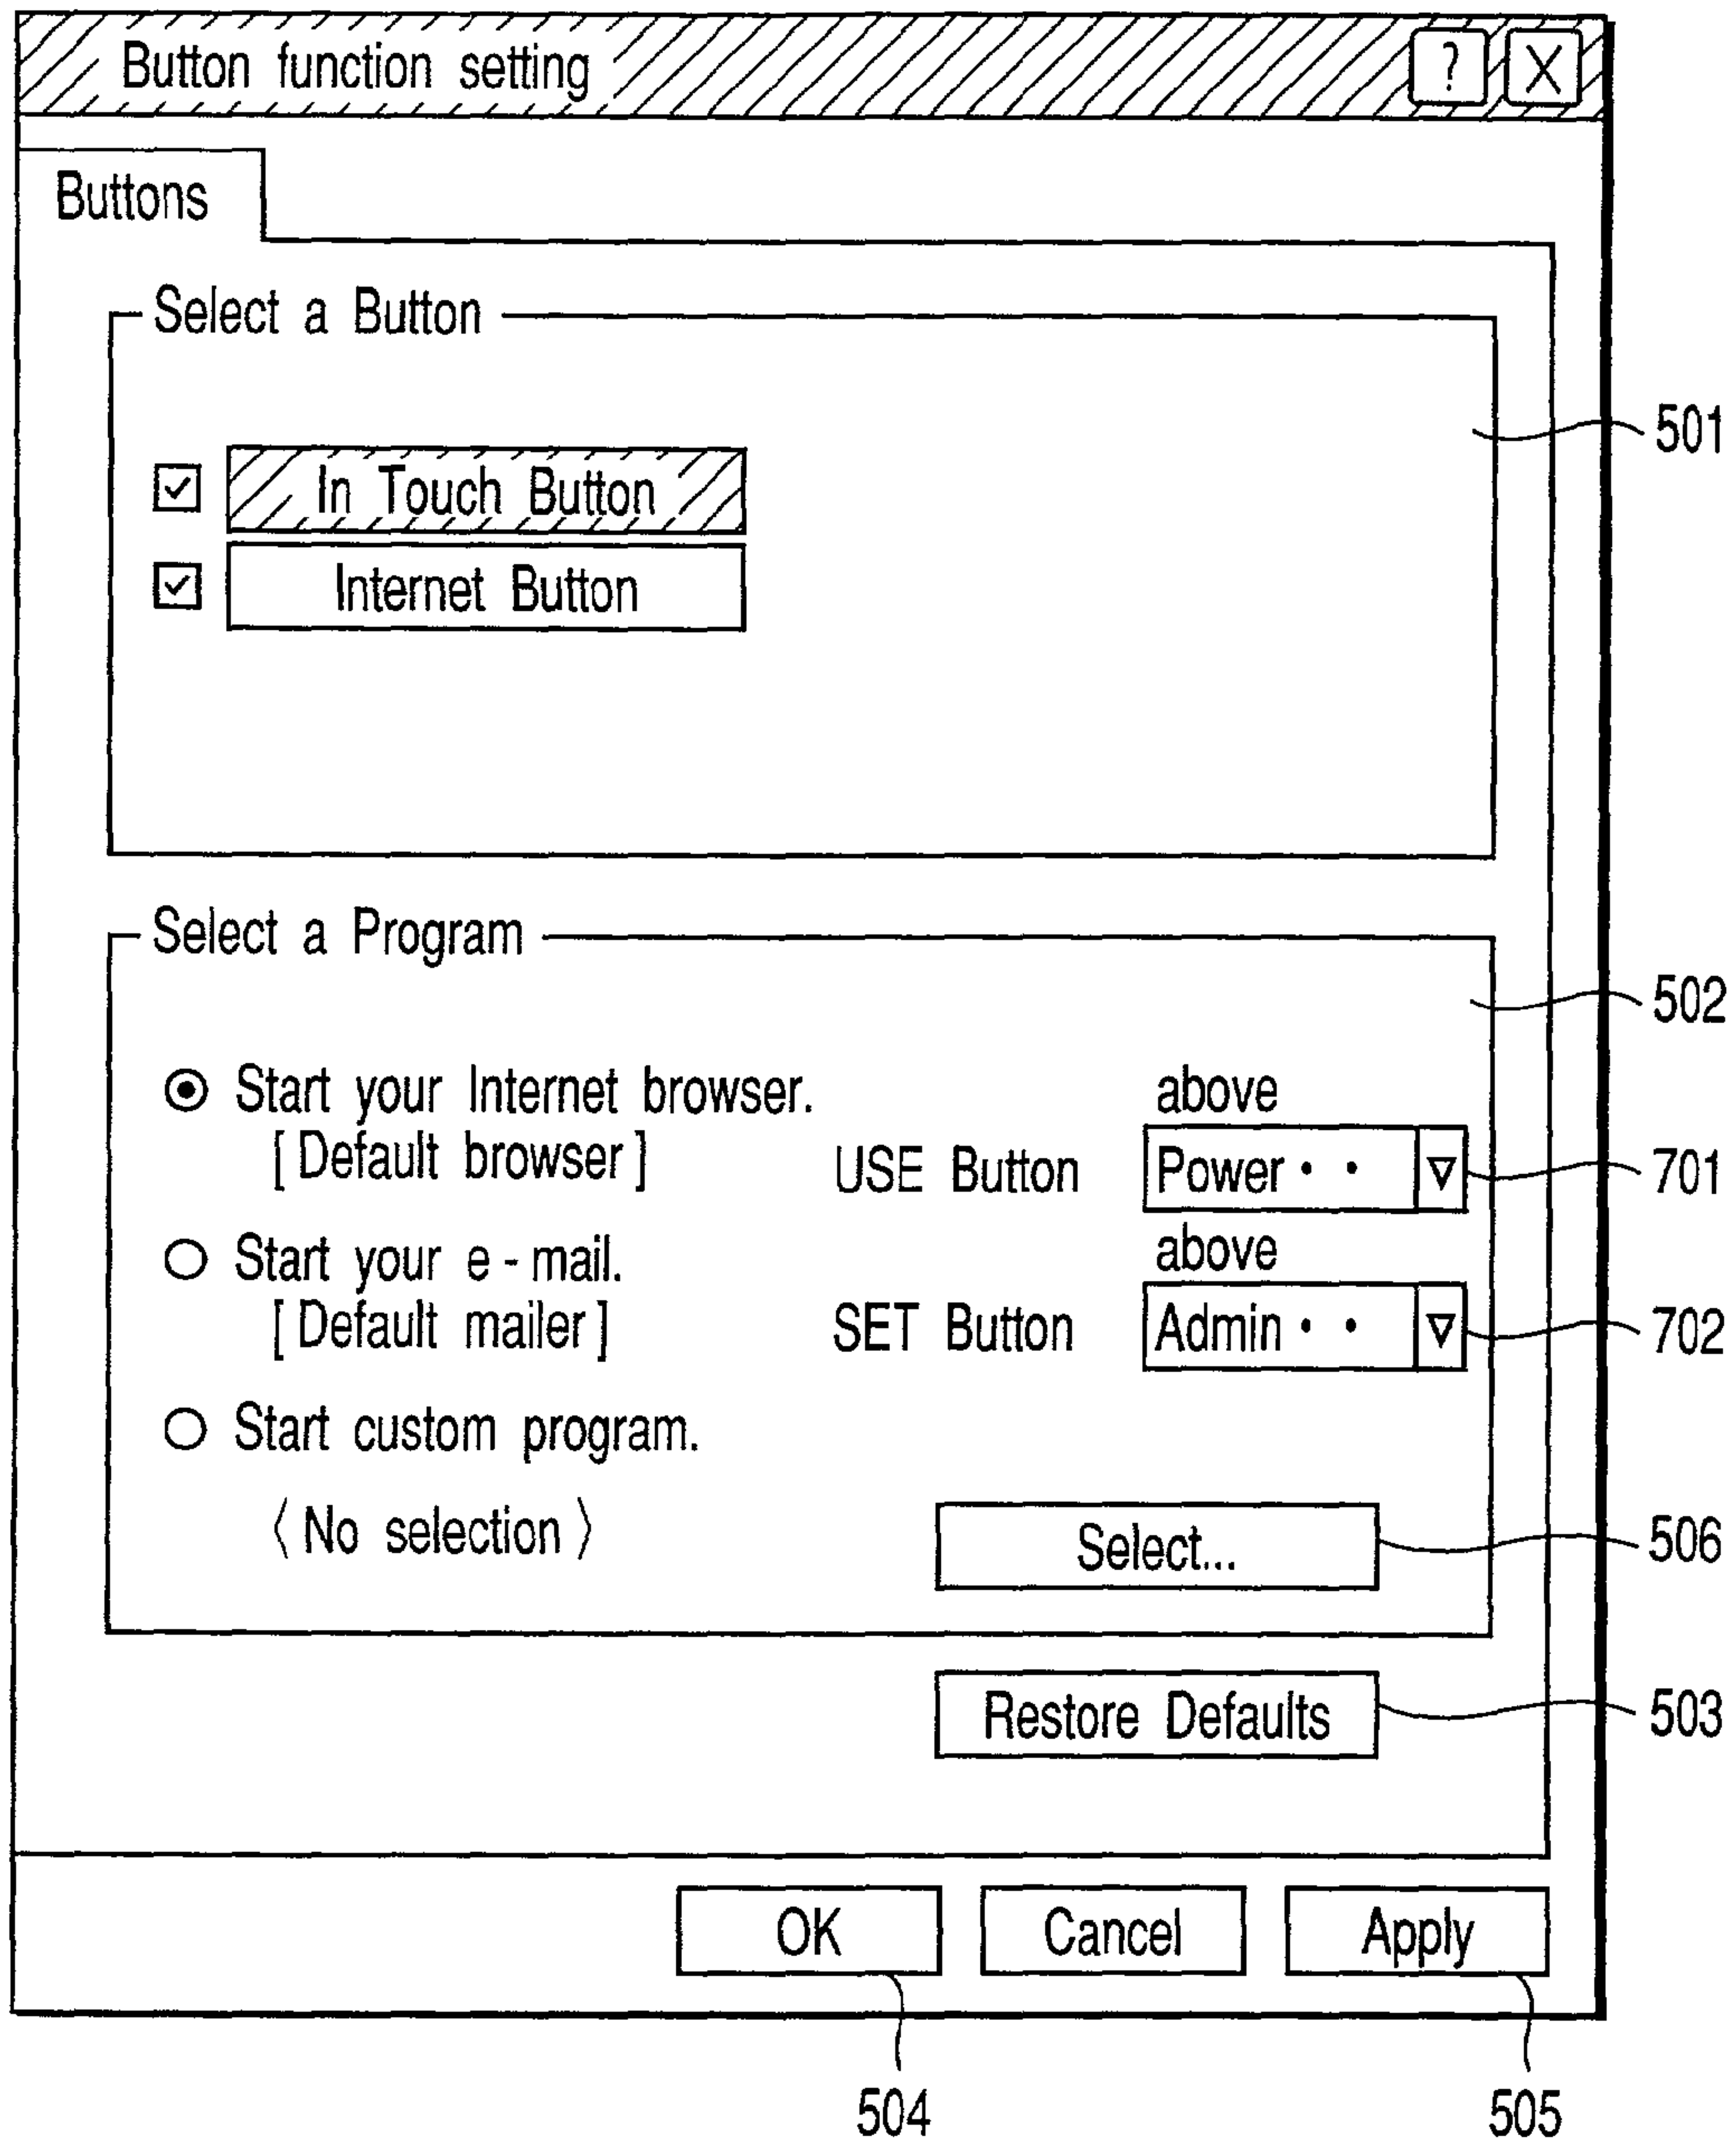 Button function setting ? X
Buttons
Select a Button
501
In Touch Button
Internet Button
Select a Program
502
Start your Internet browser. above
[Default browser] USE Button Power・・ 701
Start your e-mail. above
[Default mailer] SET Button Admin・・ 702
Start custom program.
〈No selection〉 Select... 506
Restore Defaults 503
OK Cancel Apply
504 505